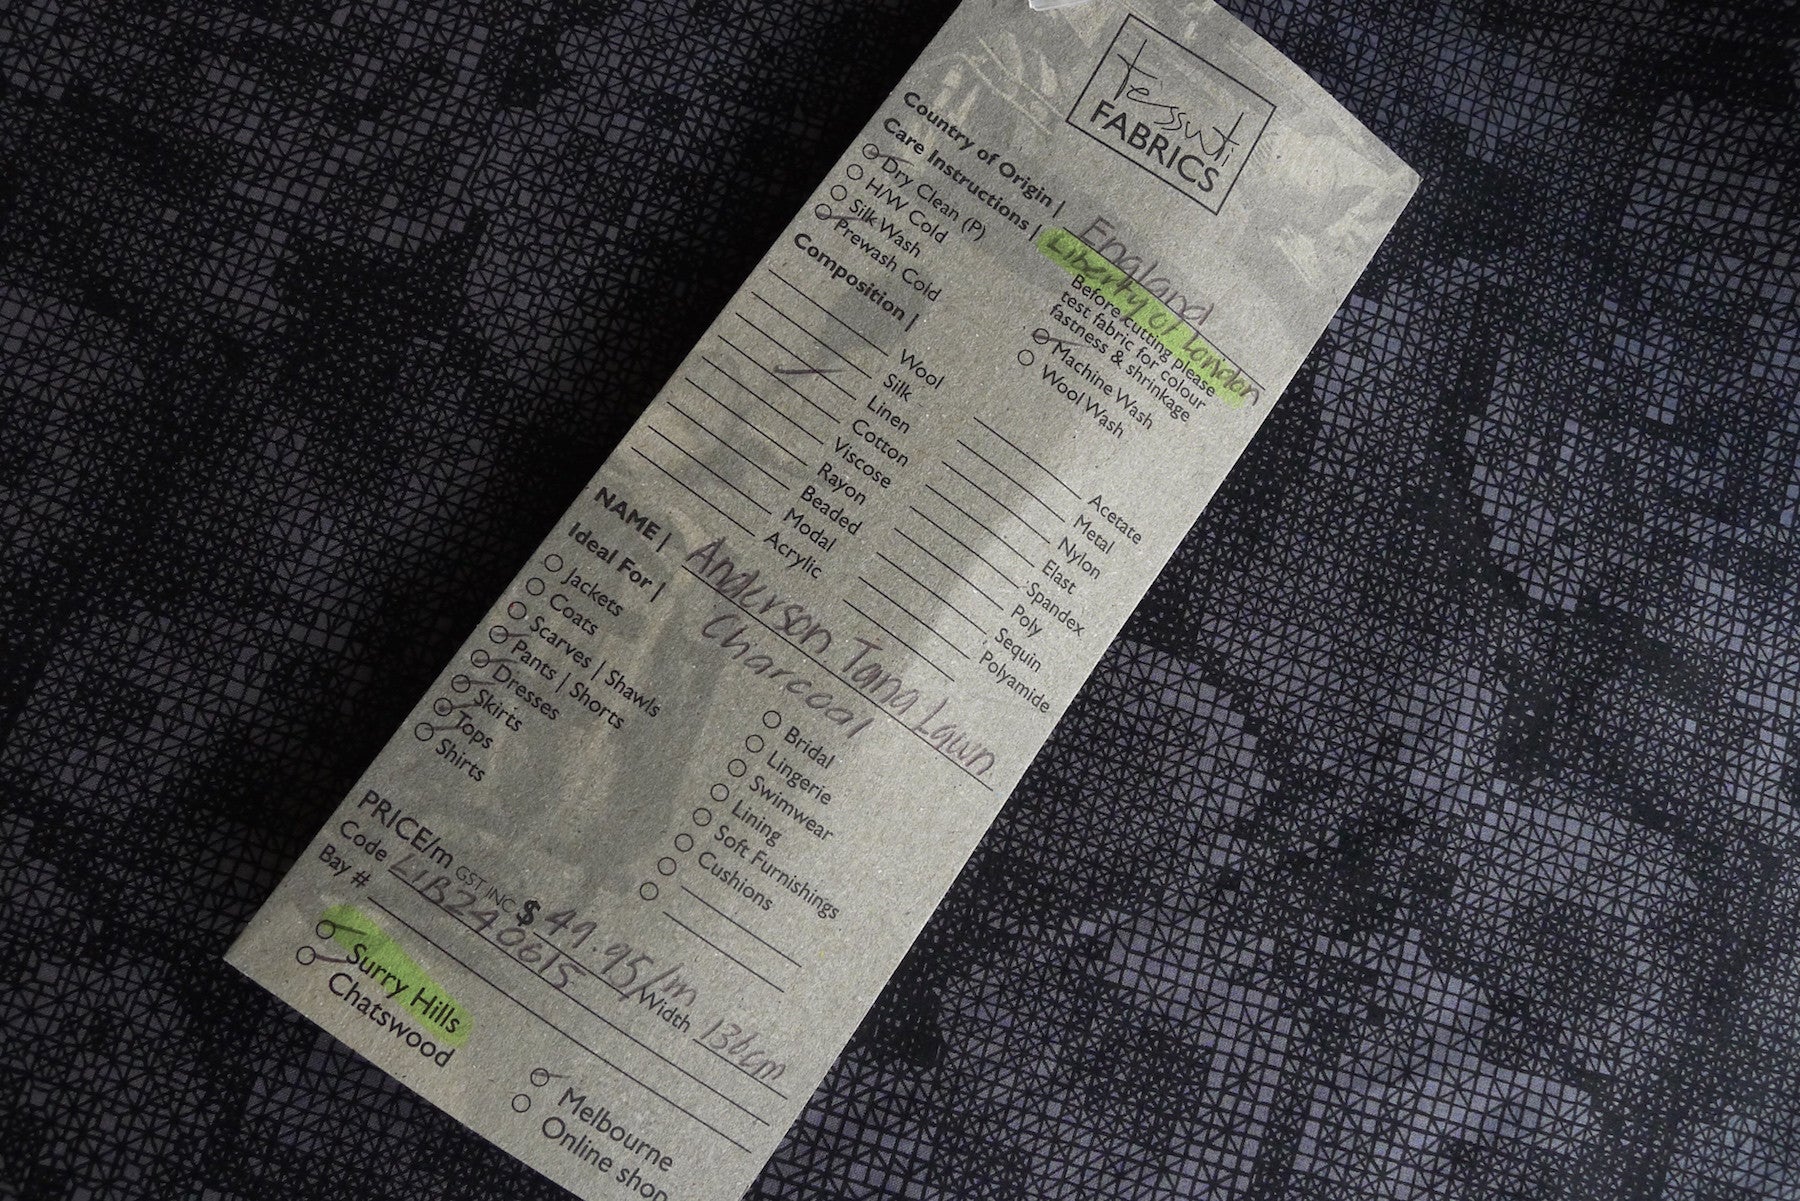 tessuti
FABRICS
Country of Origin | England
Care Instructions | Liberty of London
Dry Clean (P)
H/W Cold
Silk Wash
Prewash Cold
Before cutting please
test fabric for colour
fastness & shrinkage
Machine Wash
Wool Wash
Composition |
Wool
Silk
Linen
Cotton
Viscose
Rayon
Beaded
Modal
Acrylic
Acetate
Metal
Nylon
Elast
Spandex
Poly
Sequin
Polyamide
NAME | Anderson Tana Lawn
Charcoal
Ideal For |
Jackets
Coats
Scarves | Shawls
Pants | Shorts
Dresses
Skirts
Tops
Shirts
Bridal
Lingerie
Swimwear
Lining
Soft Furnishings
Cushions
PRICE/m GST INC $ 49.95/m
Code LIB240615 Width 136cm
Bay #
Surry Hills
Chatswood
Melbourne
Online shop